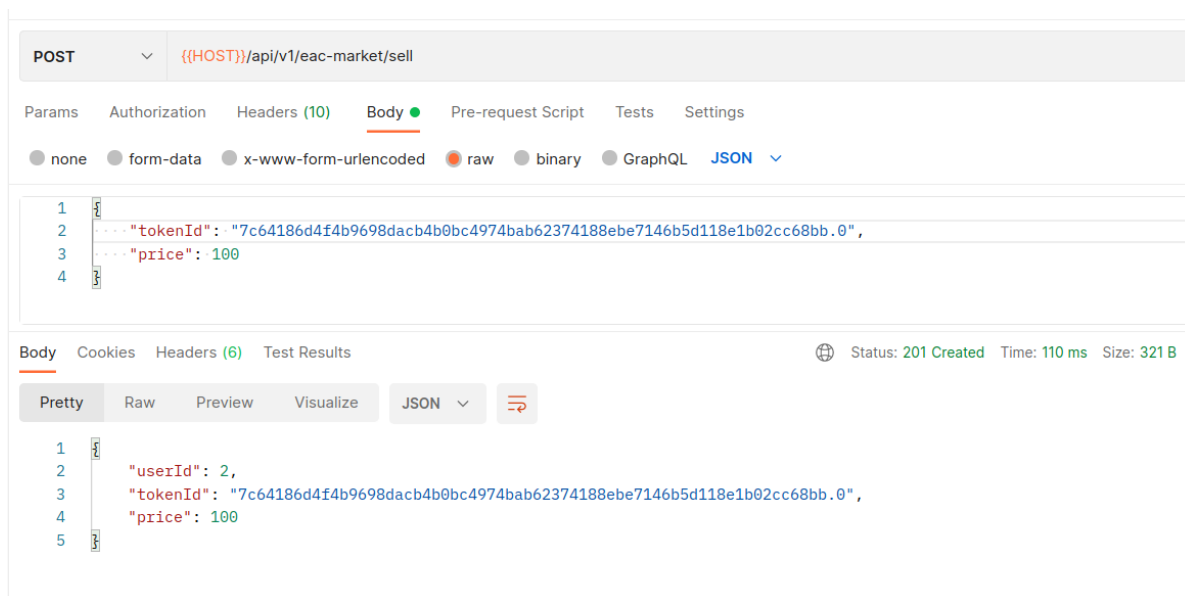 POST {{HOST}}/api/v1/eac-market/sell
Params Authorization Headers (10) Body Pre-request Script Tests Settings
none form-data x-www-form-urlencoded raw binary GraphQL JSON
1 {
2 "tokenId": "7c64186d4f4b9698dacb4b0bc4974bab62374188ebe7146b5d118e1b02cc68bb.0",
3 "price": 100
4 }
Body Cookies Headers (6) Test Results Status: 201 Created Time: 110 ms Size: 321 B
Pretty Raw Preview Visualize JSON
1 {
2 "userId": 2,
3 "tokenId": "7c64186d4f4b9698dacb4b0bc4974bab62374188ebe7146b5d118e1b02cc68bb.0",
4 "price": 100
5 }